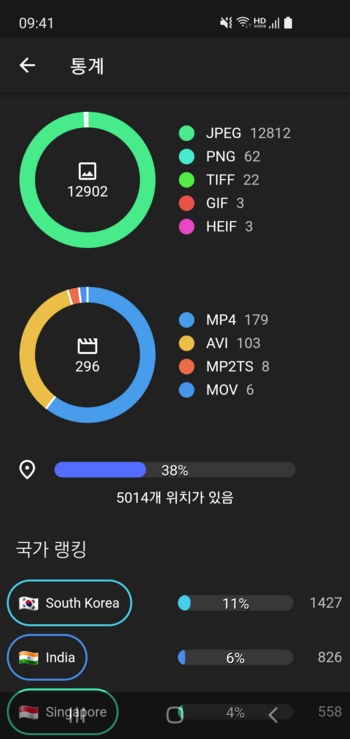 09:41
HD
VOICE
통계
12902
JPEG 12812
PNG 62
TIFF 22
GIF 3
HEIF 3
296
MP4 179
AVI 103
MP2TS 8
MOV 6
38%
5014개 위치가 있음
국가 랭킹
South Korea 11% 1427
India 6% 826
Singapore 4% 558